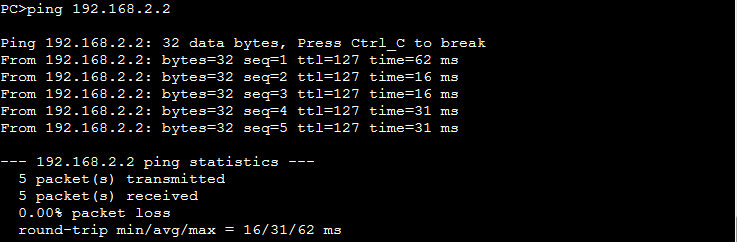 PC>ping 192.168.2.2
Ping 192.168.2.2: 32 data bytes, Press Ctrl_C to break
From 192.168.2.2: bytes=32 seq=1 ttl=127 time=62 ms
From 192.168.2.2: bytes=32 seq=2 ttl=127 time=16 ms
From 192.168.2.2: bytes=32 seq=3 ttl=127 time=16 ms
From 192.168.2.2: bytes=32 seq=4 ttl=127 time=31 ms
From 192.168.2.2: bytes=32 seq=5 ttl=127 time=31 ms
--- 192.168.2.2 ping statistics ---
5 packet(s) transmitted
5 packet(s) received
0.00% packet loss
round-trip min/avg/max = 16/31/62 ms